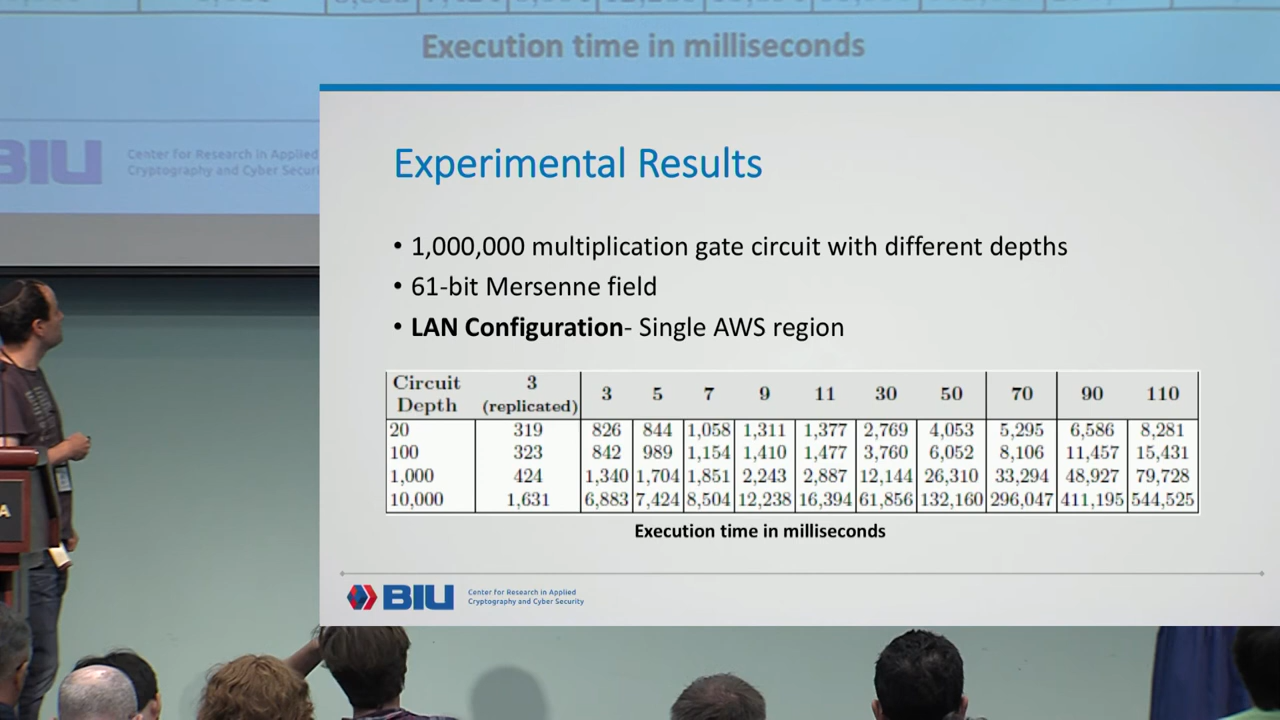 Execution time in milliseconds
BIU
Center for Research in Applied
Cryptography and Cyber Securi
Experimental Results
• 1,000,000 multiplication gate circuit with different depths
• 61-bit Mersenne field
• LAN Configuration- Single AWS region
Circuit Depth 3 (replicated) 3 5 7 9 11 30 50 70 90 110
20 319 826 844 1,058 1,311 1,377 2,769 4,053 5,295 6,586 8,281
100 323 842 989 1,154 1,410 1,477 3,760 6,052 8,106 11,457 15,431
1,000 424 1,340 1,704 1,851 2,243 2,887 12,144 26,310 33,294 48,927 79,728
10,000 1,631 6,883 7,424 8,504 12,238 16,394 61,856 132,160 296,047 411,195 544,525
Execution time in milliseconds
BIU
Center for Research in Applied
Cryptography and Cyber Security
A